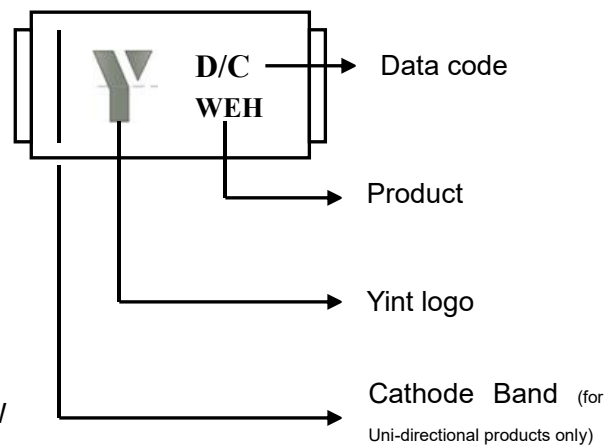 D/C
Data code
WEH
Product
Yint logo
Cathode Band (for
Uni-directional products only)